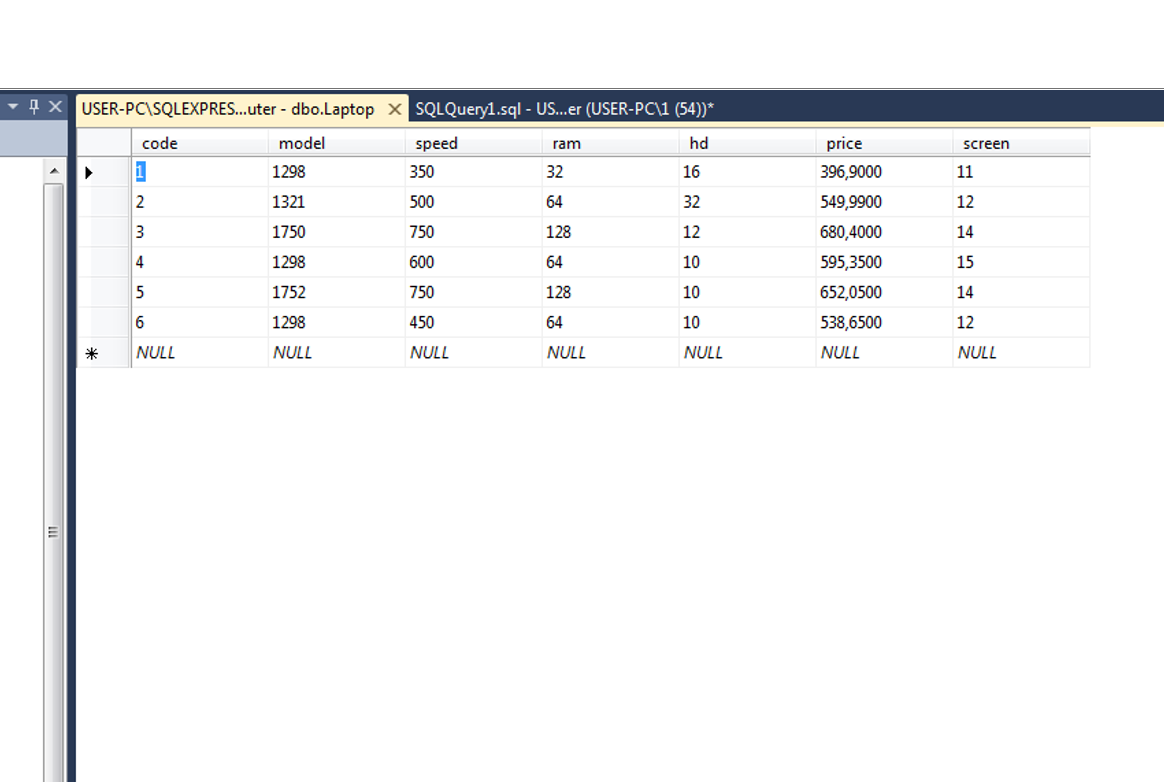 USER-PC\SQLEXPRES...uter - dbo.Laptop SQLQuery1.sql - US...er (USER-PC\1 (54))*
code model speed ram hd price screen
1 1298 350 32 16 396,9000 11
2 1321 500 64 32 549,9900 12
3 1750 750 128 12 680,4000 14
4 1298 600 64 10 595,3500 15
5 1752 750 128 10 652,0500 14
6 1298 450 64 10 538,6500 12
NULL NULL NULL NULL NULL NULL NULL